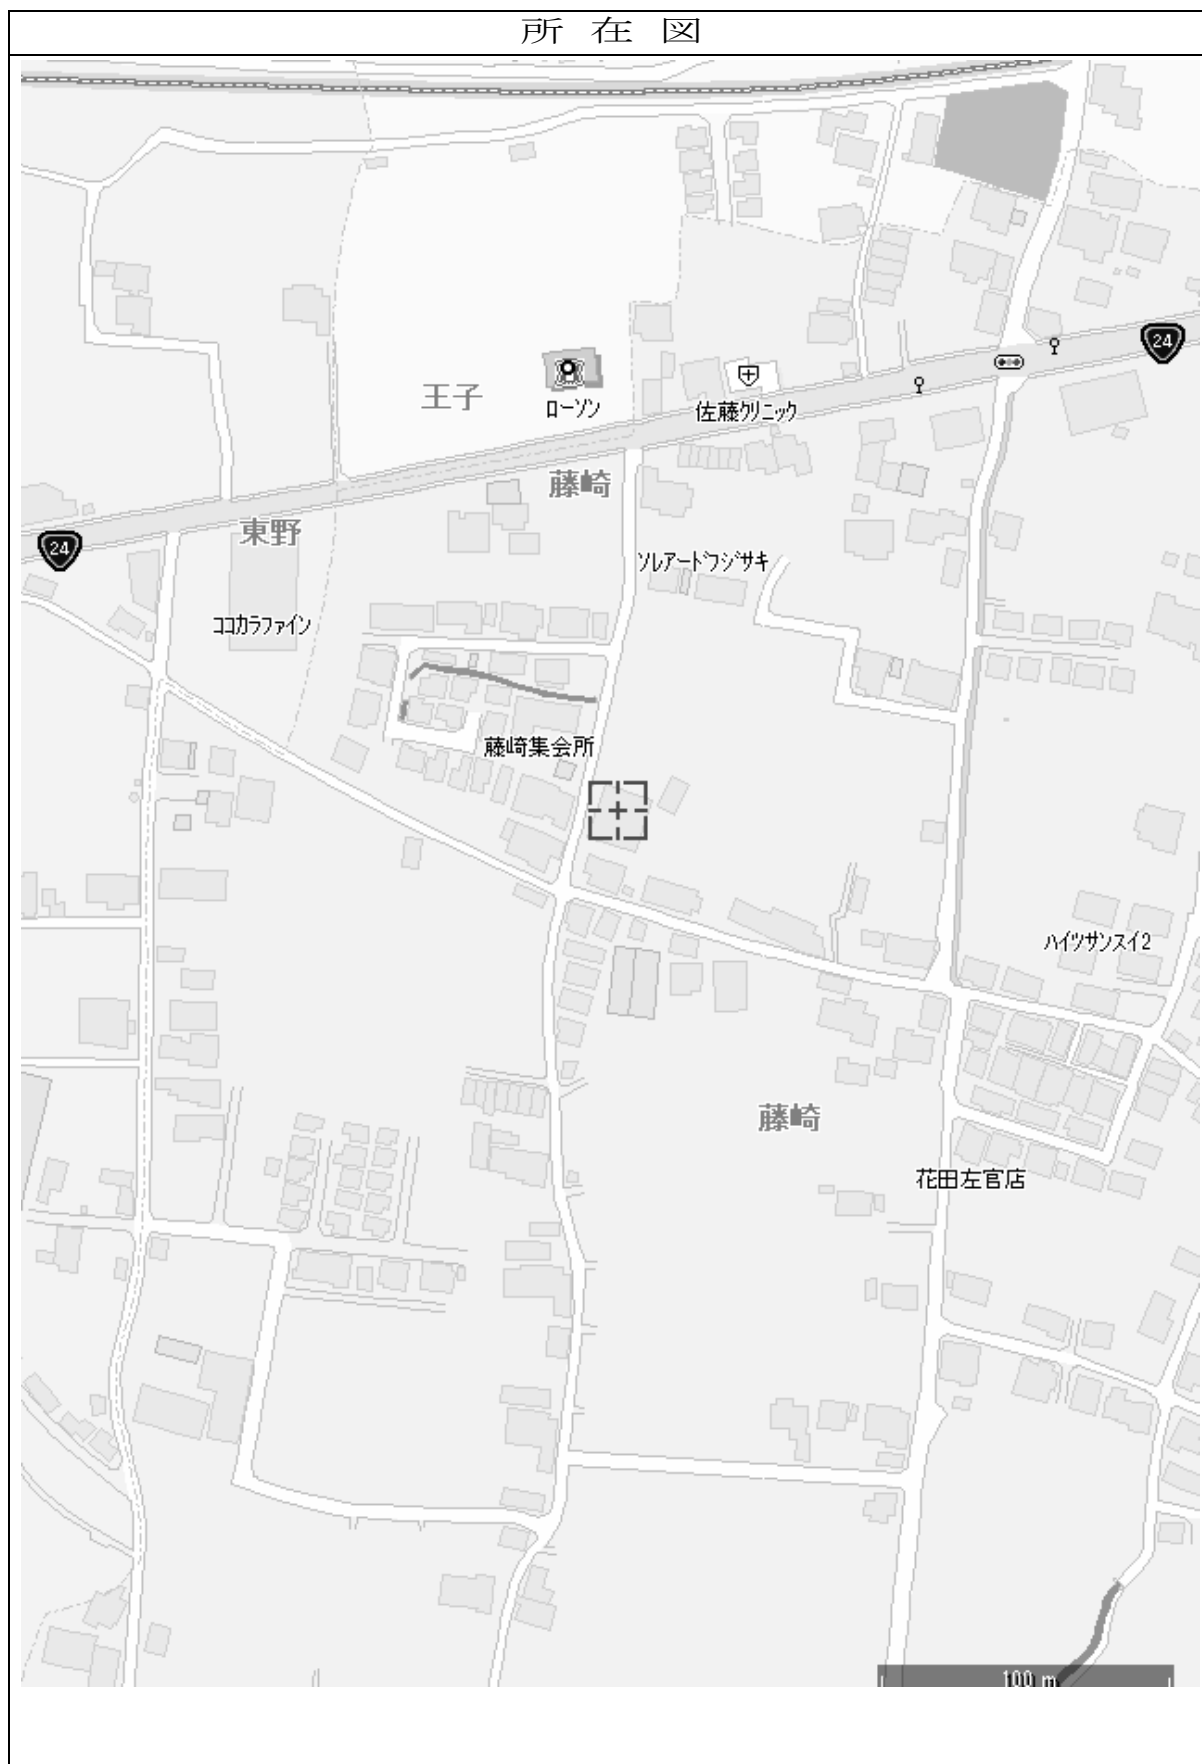 所在図
24
王子
ローソン
佐藤クリニック
藤崎
24
東野
ソレアードフジサキ
ココカラファイン
藤崎集会所
ハイツサンスイ2
藤崎
花田左官店
100 m